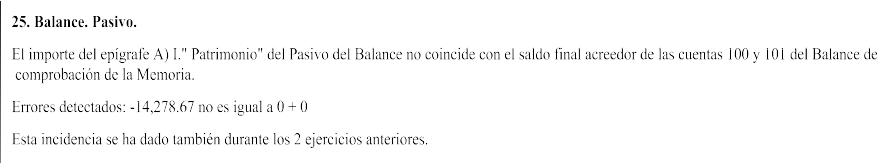 25. Balance. Pasivo.
El importe del epígrafe A) I." Patrimonio" del Pasivo del Balance no coincide con el saldo final acreedor de las cuentas 100 y 101 del Balance de
comprobación de la Memoria.
Errores detectados: -14,278.67 no es igual a 0 + 0
Esta incidencia se ha dado también durante los 2 ejercicios anteriores.